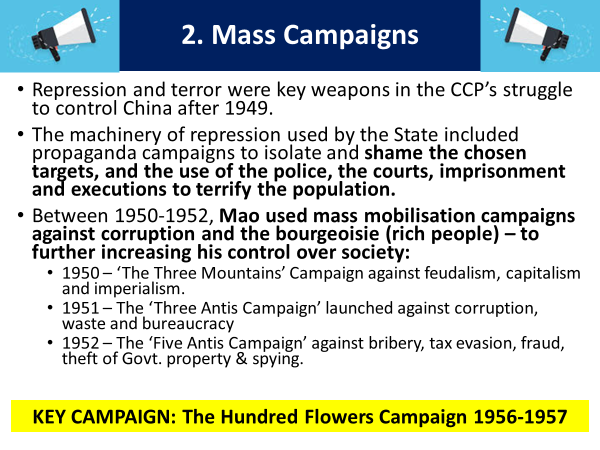 2. Mass Campaigns
• Repression and terror were key weapons in the CCP’s struggle
to control China after 1949.
• The machinery of repression used by the State included
propaganda campaigns to isolate and shame the chosen
targets, and the use of the police, the courts, imprisonment
and executions to terrify the population.
• Between 1950-1952, Mao used mass mobilisation campaigns
against corruption and the bourgeoisie (rich people) – to
further increasing his control over society:
• 1950 – ‘The Three Mountains’ Campaign against feudalism, capitalism
and imperialism.
• 1951 – The ‘Three Antis Campaign’ launched against corruption,
waste and bureaucracy
• 1952 – The ‘Five Antis Campaign’ against bribery, tax evasion, fraud,
theft of Govt. property & spying.
KEY CAMPAIGN: The Hundred Flowers Campaign 1956-1957